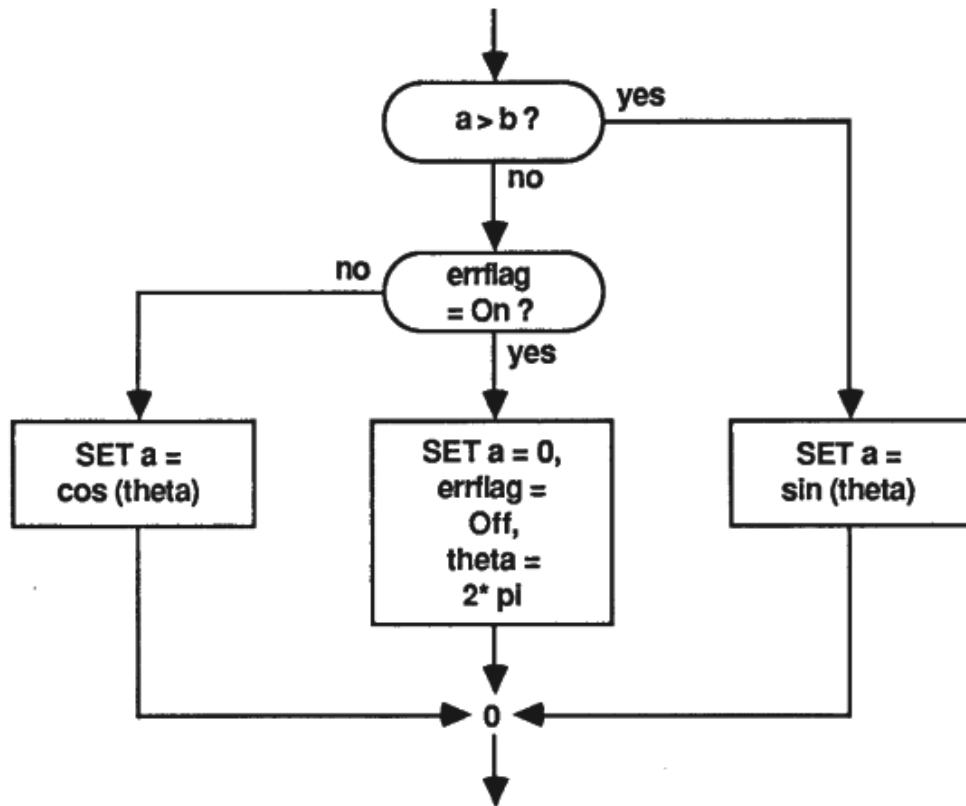 yes
a > b ?
no
no
errflag
= On ?
yes
SET a =
cos (theta)
SET a = 0,
errflag =
Off,
theta =
2* pi
SET a =
sin (theta)
0